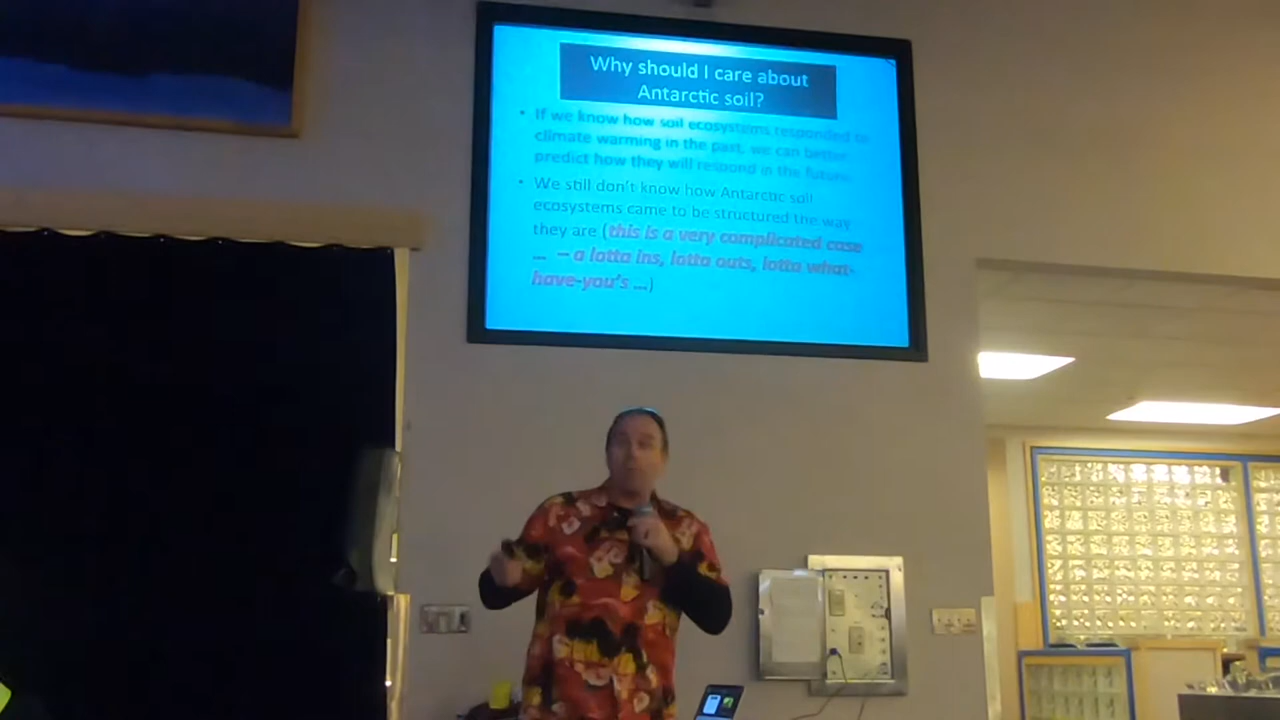 Why should I care about
Antarctic soil?
• If we know how soil ecosystems responded to
climate warming in the past, we can better
predict how they will respond in the future.
• We still don't know how Antarctic soil
ecosystems came to be structured the way
they are (this is a very complicated case
... – a lotta ins, lotta outs, lotta what-
have-you's ...)